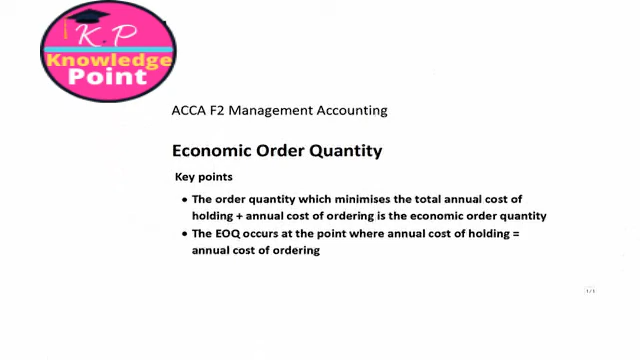 K.P
Knowledge
Point
ACCA F2 Management Accounting
Economic Order Quantity
Key points
• The order quantity which minimises the total annual cost of
holding + annual cost of ordering is the economic order quantity
• The EOQ occurs at the point where annual cost of holding =
annual cost of ordering